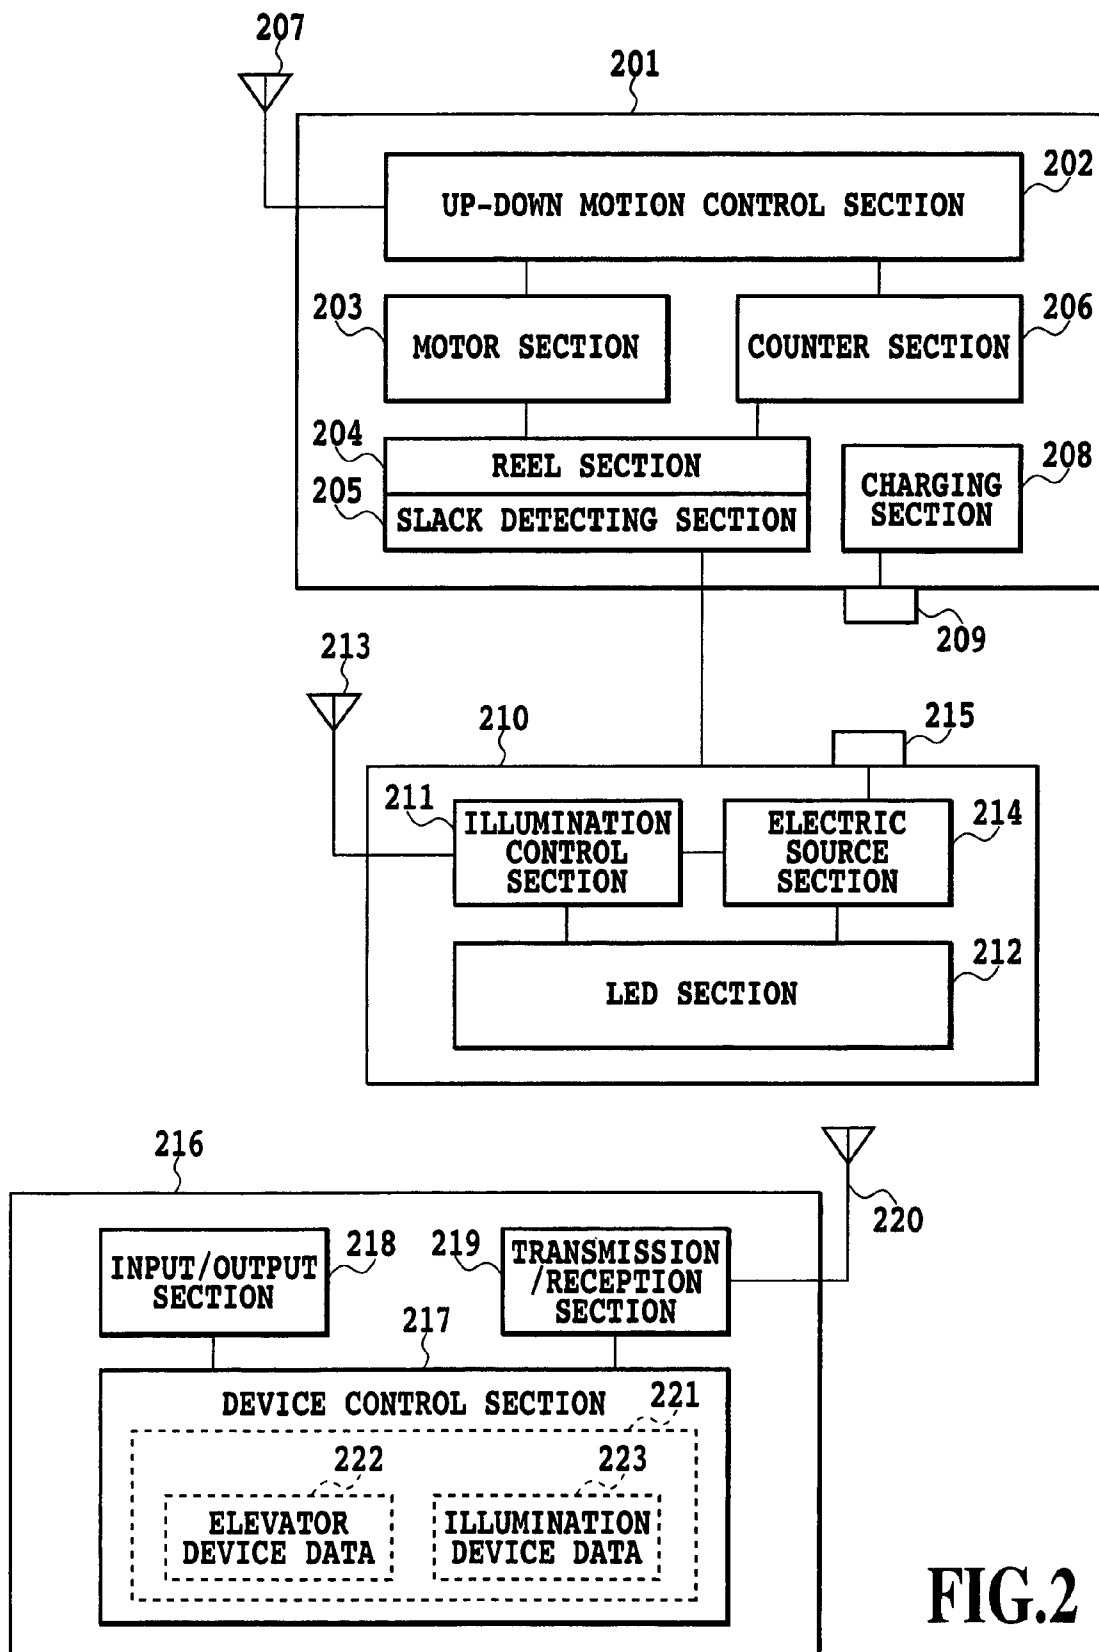 207
201
202
UP-DOWN MOTION CONTROL SECTION
203
206
MOTOR SECTION
COUNTER SECTION
204
REEL SECTION
208
CHARGING
SECTION
205
SLACK DETECTING SECTION
209
213
210
215
211
ILLUMINATION
CONTROL
SECTION
ELECTRIC
SOURCE
SECTION
214
212
LED SECTION
216
220
INPUT/OUTPUT
SECTION
218
219
TRANSMISSION
/RECEPTION
SECTION
217
DEVICE CONTROL SECTION
221
222
223
ELEVATOR
DEVICE DATA
ILLUMINATION
DEVICE DATA
FIG.2